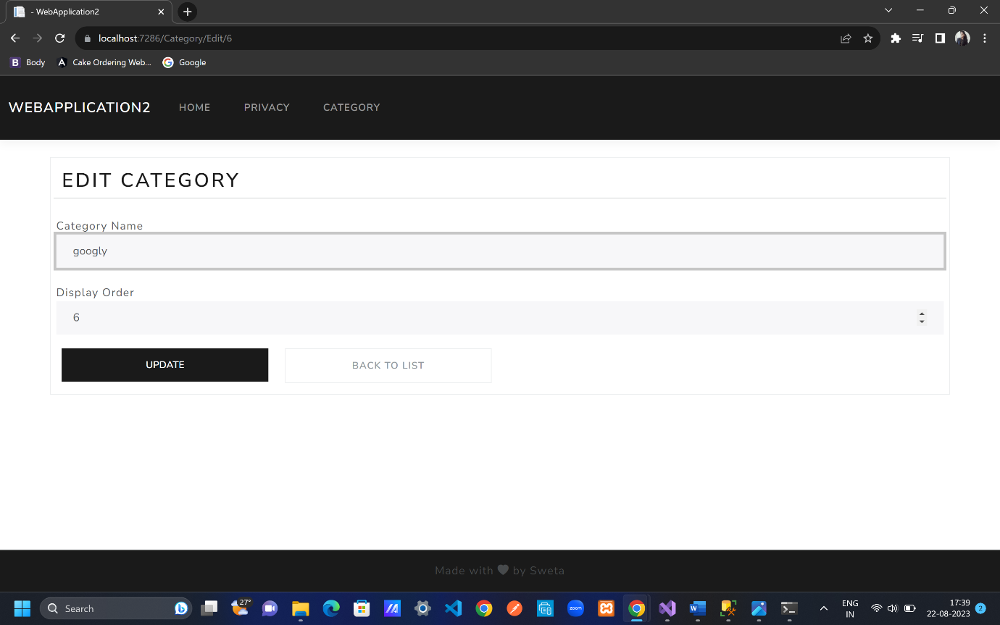 - WebApplication2
localhost:7286/Category/Edit/6
B Body
A Cake Ordering Web...
G Google
WEBAPPLICATION2
HOME
PRIVACY
CATEGORY
EDIT CATEGORY
Category Name
googly
Display Order
6
UPDATE
BACK TO LIST
Made with 🖤 by Sweta
Search
27°
zoom
ENG
IN
17:39
22-08-2023
2